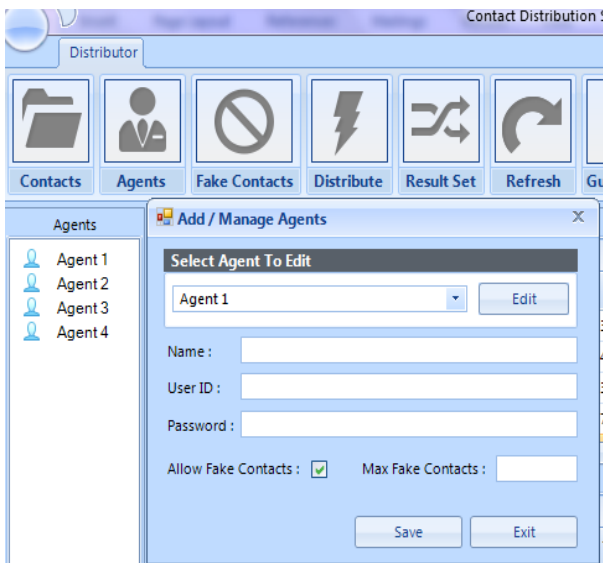 Contact Distribution S
Distributor
Contacts Agents Fake Contacts Distribute Result Set Refresh Gu
Agents
Agent 1
Agent 2
Agent 3
Agent 4
Add / Manage Agents
Select Agent To Edit
Agent 1 Edit
Name :
User ID :
Password :
Allow Fake Contacts : Max Fake Contacts :
Save Exit